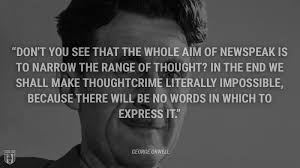 “DON'T YOU SEE THAT THE WHOLE AIM OF NEWSPEAK IS
TO NARROW THE RANGE OF THOUGHT? IN THE END WE
SHALL MAKE THOUGHTCRIME LITERALLY IMPOSSIBLE,
BECAUSE THERE WILL BE NO WORDS IN WHICH TO
EXPRESS IT.”
GEORGE ORWELL